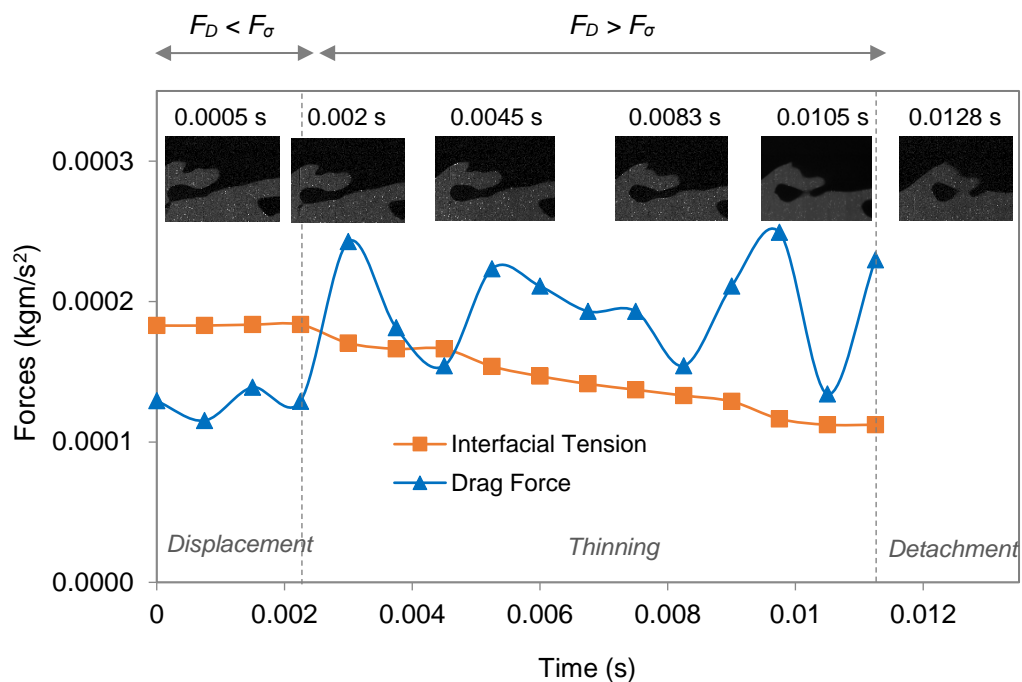 F_D < F_σ
F_D > F_σ
0.0005 s
0.002 s
0.0045 s
0.0083 s
0.0105 s
0.0128 s
0.0003
0.0002
0.0001
0.0000
Forces (kgm/s²)
Interfacial Tension
Drag Force
Displacement
Thinning
Detachment
0
0.002
0.004
0.006
0.008
0.01
0.012
Time (s)